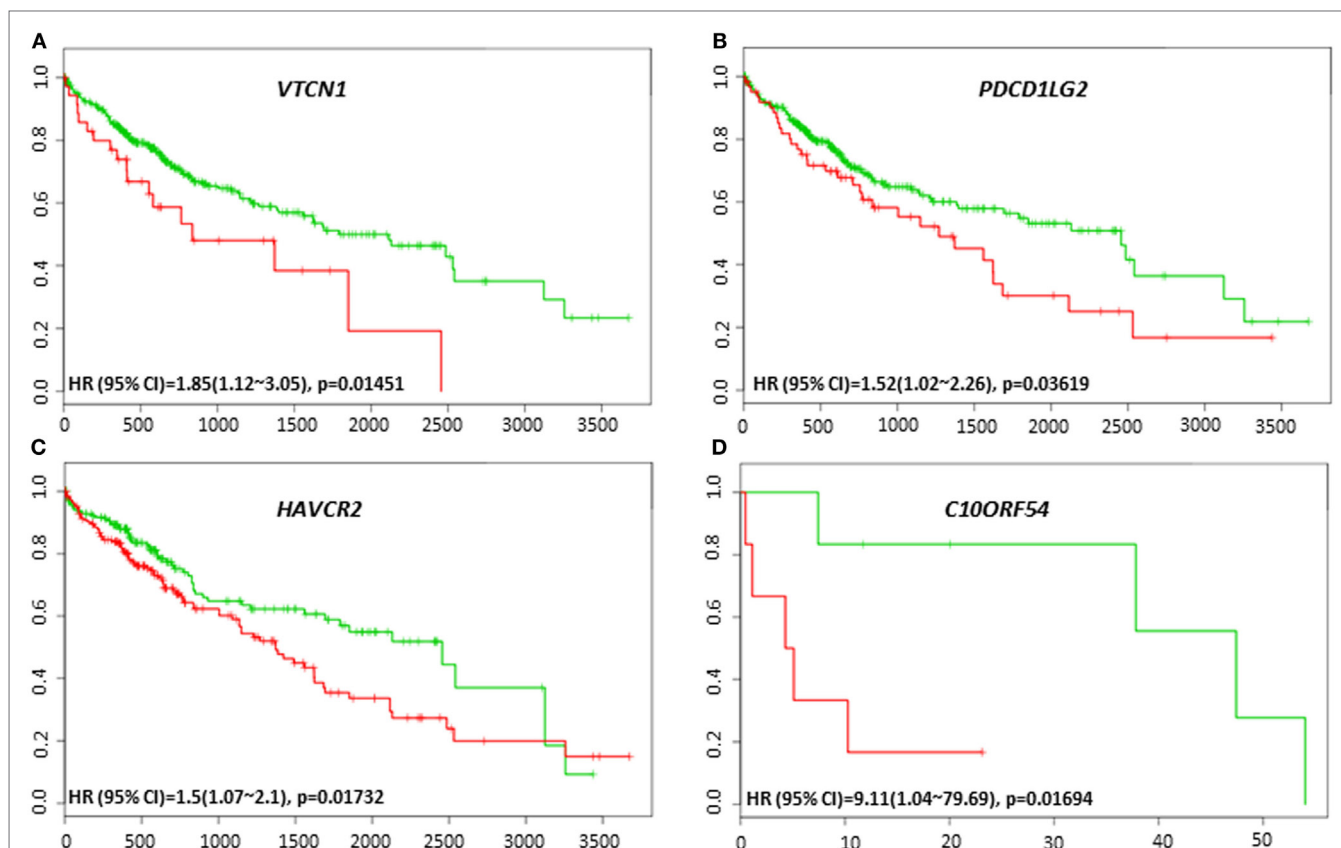 A
VTCN1
1.0
0.8
0.6
0.4
0.2
0.0
HR (95% CI)=1.85(1.12~3.05), p=0.01451
0 500 1000 1500 2000 2500 3000 3500
B
PDCD1LG2
1.0
0.8
0.6
0.4
0.2
0.0
HR (95% CI)=1.52(1.02~2.26), p=0.03619
0 500 1000 1500 2000 2500 3000 3500
C
HAVCR2
1.0
0.8
0.6
0.4
0.2
0.0
HR (95% CI)=1.5(1.07~2.1), p=0.01732
0 500 1000 1500 2000 2500 3000 3500
D
C10ORF54
1.0
0.8
0.6
0.4
0.2
0.0
HR (95% CI)=9.11(1.04~79.69), p=0.01694
0 10 20 30 40 50